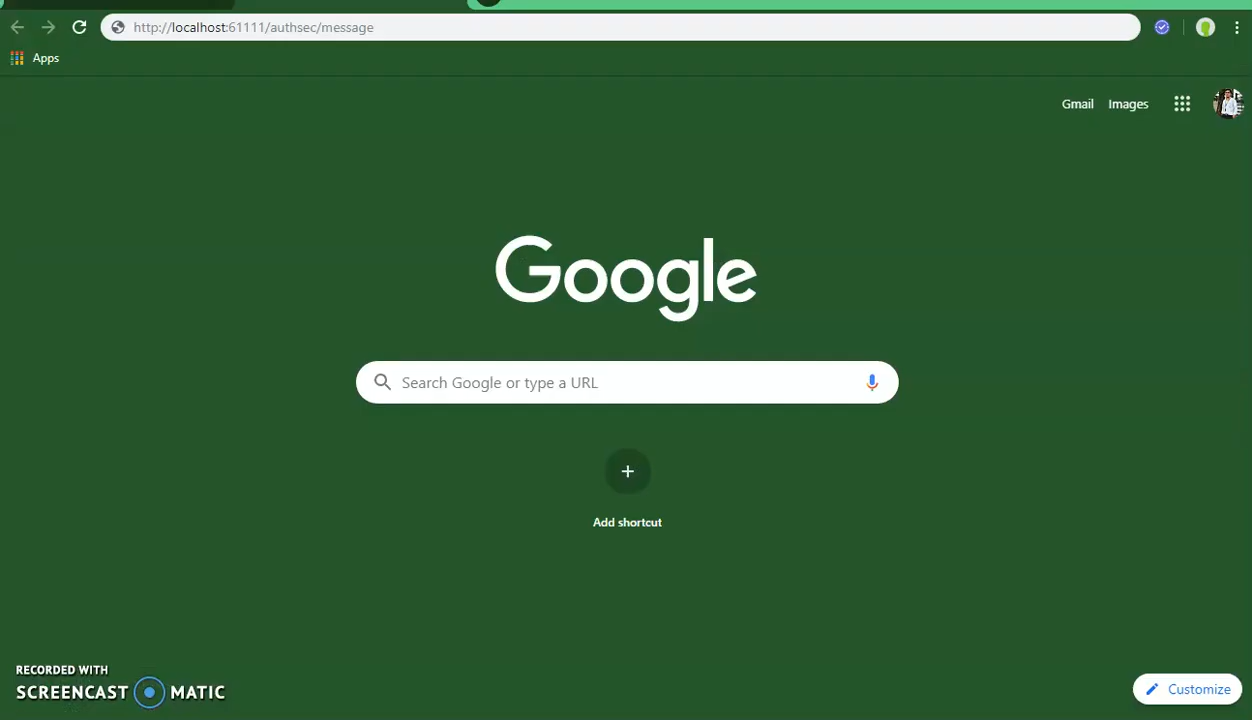 http://localhost:61111/authsec/message
Apps
Gmail Images
Google
Search Google or type a URL
Add shortcut
RECORDED WITH
SCREENCAST MATIC
Customize